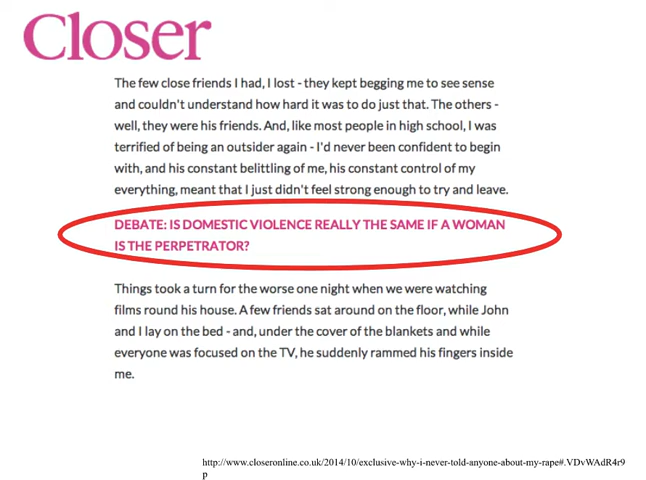 Closer
The few close friends I had, I lost - they kept begging me to see sense
and couldn't understand how hard it was to do just that. The others -
well, they were his friends. And, like most people in high school, I was
terrified of being an outsider again - I'd never been confident to begin
with, and his constant belittling of me, his constant control of my
everything, meant that I just didn't feel strong enough to try and leave.
DEBATE: IS DOMESTIC VIOLENCE REALLY THE SAME IF A WOMAN
IS THE PERPETRATOR?
Things took a turn for the worse one night when we were watching
films round his house. A few friends sat around on the floor, while John
and I lay on the bed - and, under the cover of the blankets and while
everyone was focused on the TV, he suddenly rammed his fingers inside
me.
http://www.closeronline.co.uk/2014/10/exclusive-why-i-never-told-anyone-about-my-rape#.VDvWAdR4r9
p